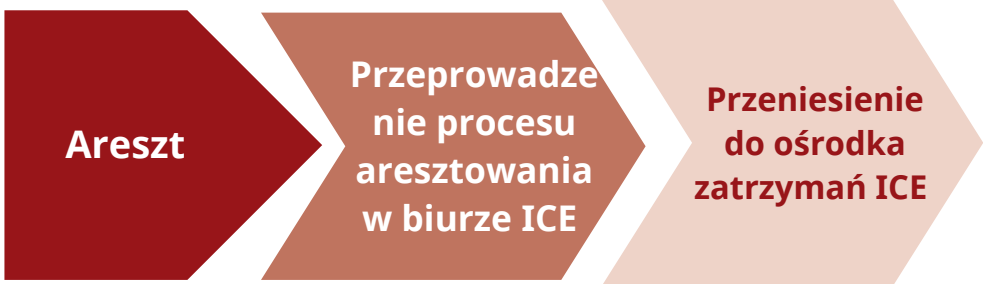 Areszt
Przeprowadze
nie procesu
aresztowania
w biurze ICE
Przeniesienie
do ośrodka
zatrzymań ICE